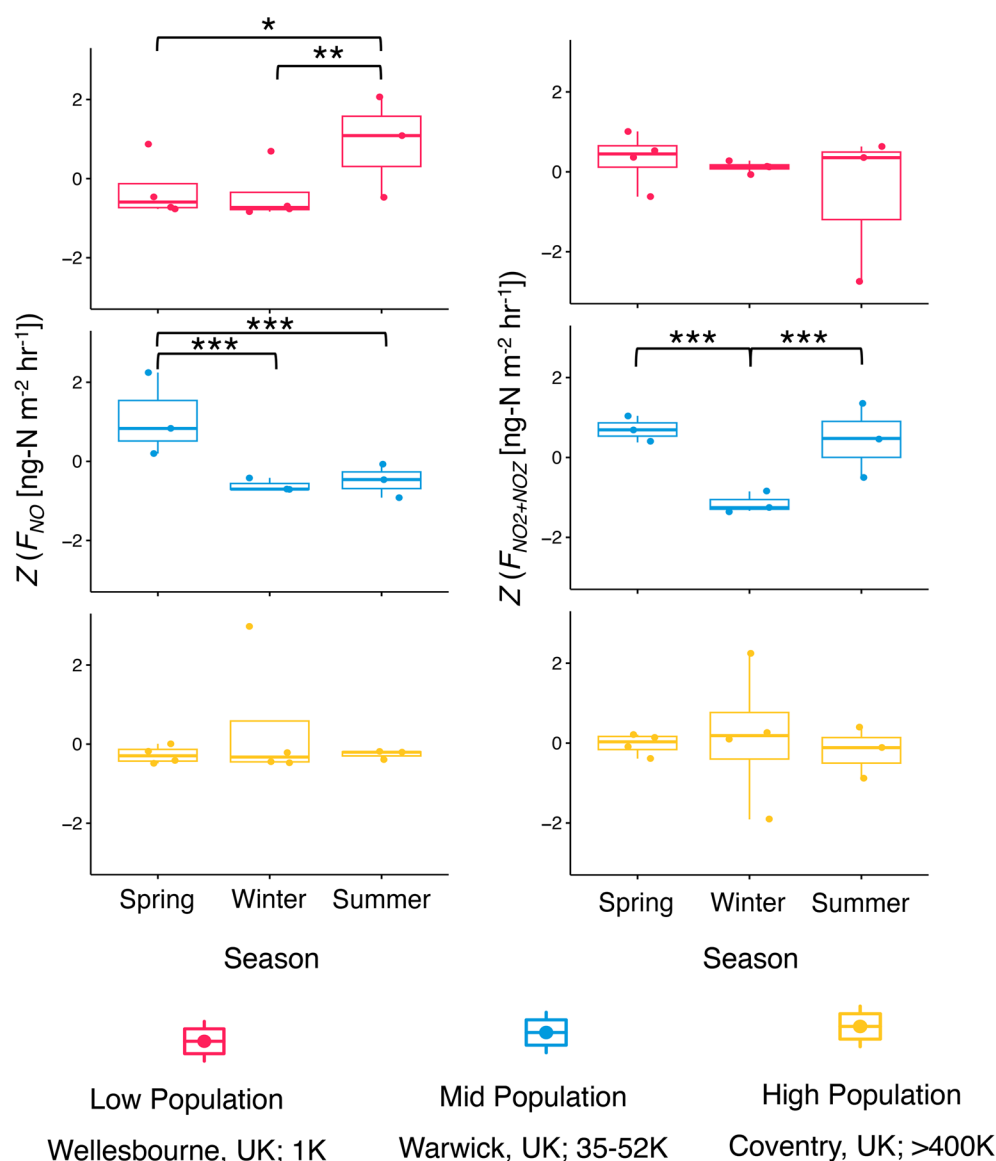 *
**
2
0
−2
2
0
−2
***
***
2
0
−2
***
***
2
0
−2
2
0
−2
2
0
−2
Z (F_NO [ng-N m⁻² hr⁻¹])
Z (F_NO2+NOZ [ng-N m⁻² hr⁻¹])
Spring Winter Summer
Spring Winter Summer
Season
Season
Low Population
Mid Population
High Population
Wellesbourne, UK; 1K
Warwick, UK; 35-52K
Coventry, UK; >400K